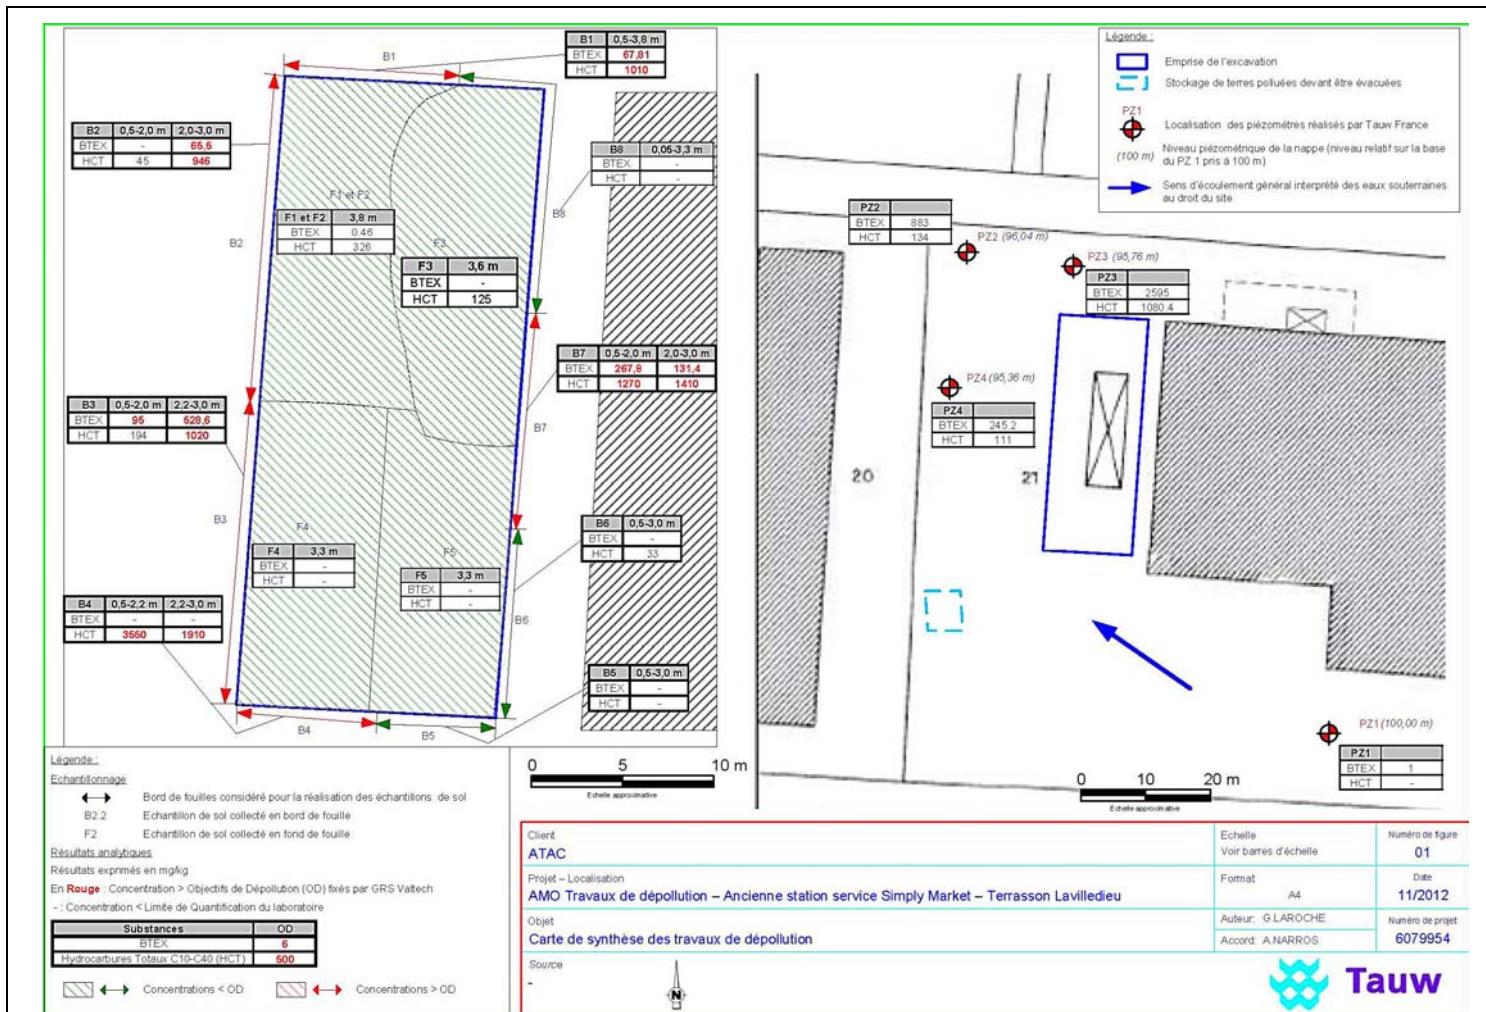 B1
B1 0,5-3,8 m
BTEX 67,81
HCT 1010
B2 0,5-2,0 m 2,0-3,0 m
BTEX - 65,5
HCT 45 946
B8 0,05-3,3 m
BTEX -
HCT -
B8
B2
F1 et F2
F1 et F2 3,8 m
BTEX 0.46
HCT 326
F3
F3 3,6 m
BTEX -
HCT 125
B7 0,5-2,0 m 2,0-3,0 m
BTEX 267,8 131,4
HCT 1270 1410
B7
B3 0,5-2,0 m 2,2-3,0 m
BTEX 95 528,6
HCT 194 1020
B3
F4
F4 3,3 m
BTEX -
HCT -
F5
F5 3,3 m
BTEX -
HCT -
B6 0,5-3,0 m
BTEX -
HCT 33
B6
B4 0,5-2,2 m 2,2-3,0 m
BTEX - -
HCT 3550 1910
B5 0,5-3,0 m
BTEX -
HCT -
B4
B5
Légende :
Emprise de l'excavation
Stockage de terres polluées devant être évacuées
PZ1
Localisation des piézomètres réalisés par Tauw France
(100 m) Niveau piézométrique de la nappe (niveau relatif sur la base
du PZ 1 pris à 100 m)
Sens d'écoulement général interprété des eaux souterraines
au droit du site
PZ2
BTEX 883
HCT 134
PZ2 (96,04 m)
PZ3 (95,76 m)
PZ3
BTEX 2595
HCT 1080.4
PZ4 (95,36 m)
PZ4
BTEX 245.2
HCT 111
20
21
PZ1 (100,00 m)
PZ1
BTEX 1
HCT -
0 5 10 m
Echelle approximative
0 10 20 m
Echelle approximative
Légende :
Echantillonnage
Bord de fouilles considéré pour la réalisation des échantillons de sol
B2.2 Echantillon de sol collecté en bord de fouille
F2 Echantillon de sol collecté en fond de fouille
Résultats analytiques
Résultats exprimés en mg/kg
En Rouge : Concentration > Objectifs de Dépollution (OD) fixés par GRS Valtech
- : Concentration < Limite de Quantification du laboratoire
Substances OD
BTEX 6
Hydrocarbures Totaux C10-C40 (HCT) 500
Concentrations < OD
Concentrations > OD
Client
ATAC
Echelle
Voir barres d'échelle
Numéro de figure
01
Projet – Localisation
AMO Travaux de dépollution – Ancienne station service Simply Market – Terrasson Lavilledieu
Format
A4
Date
11/2012
Objet
Carte de synthèse des travaux de dépollution
Auteur: G.LAROCHE
Accord: A.NARROS
Numéro de projet
6079954
Source
-
N
Tauw